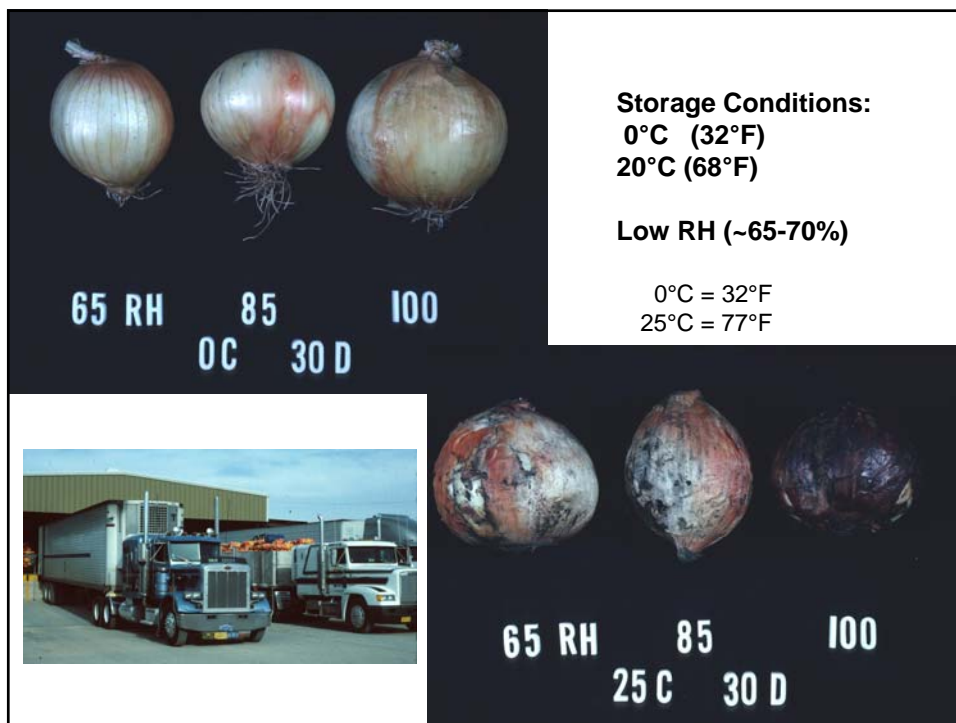 65 RH 85 100
0C 30 D
Storage Conditions:
0°C (32°F)
20°C (68°F)
Low RH (~65-70%)
0°C = 32°F
25°C = 77°F
65 RH 85 100
25 C 30 D